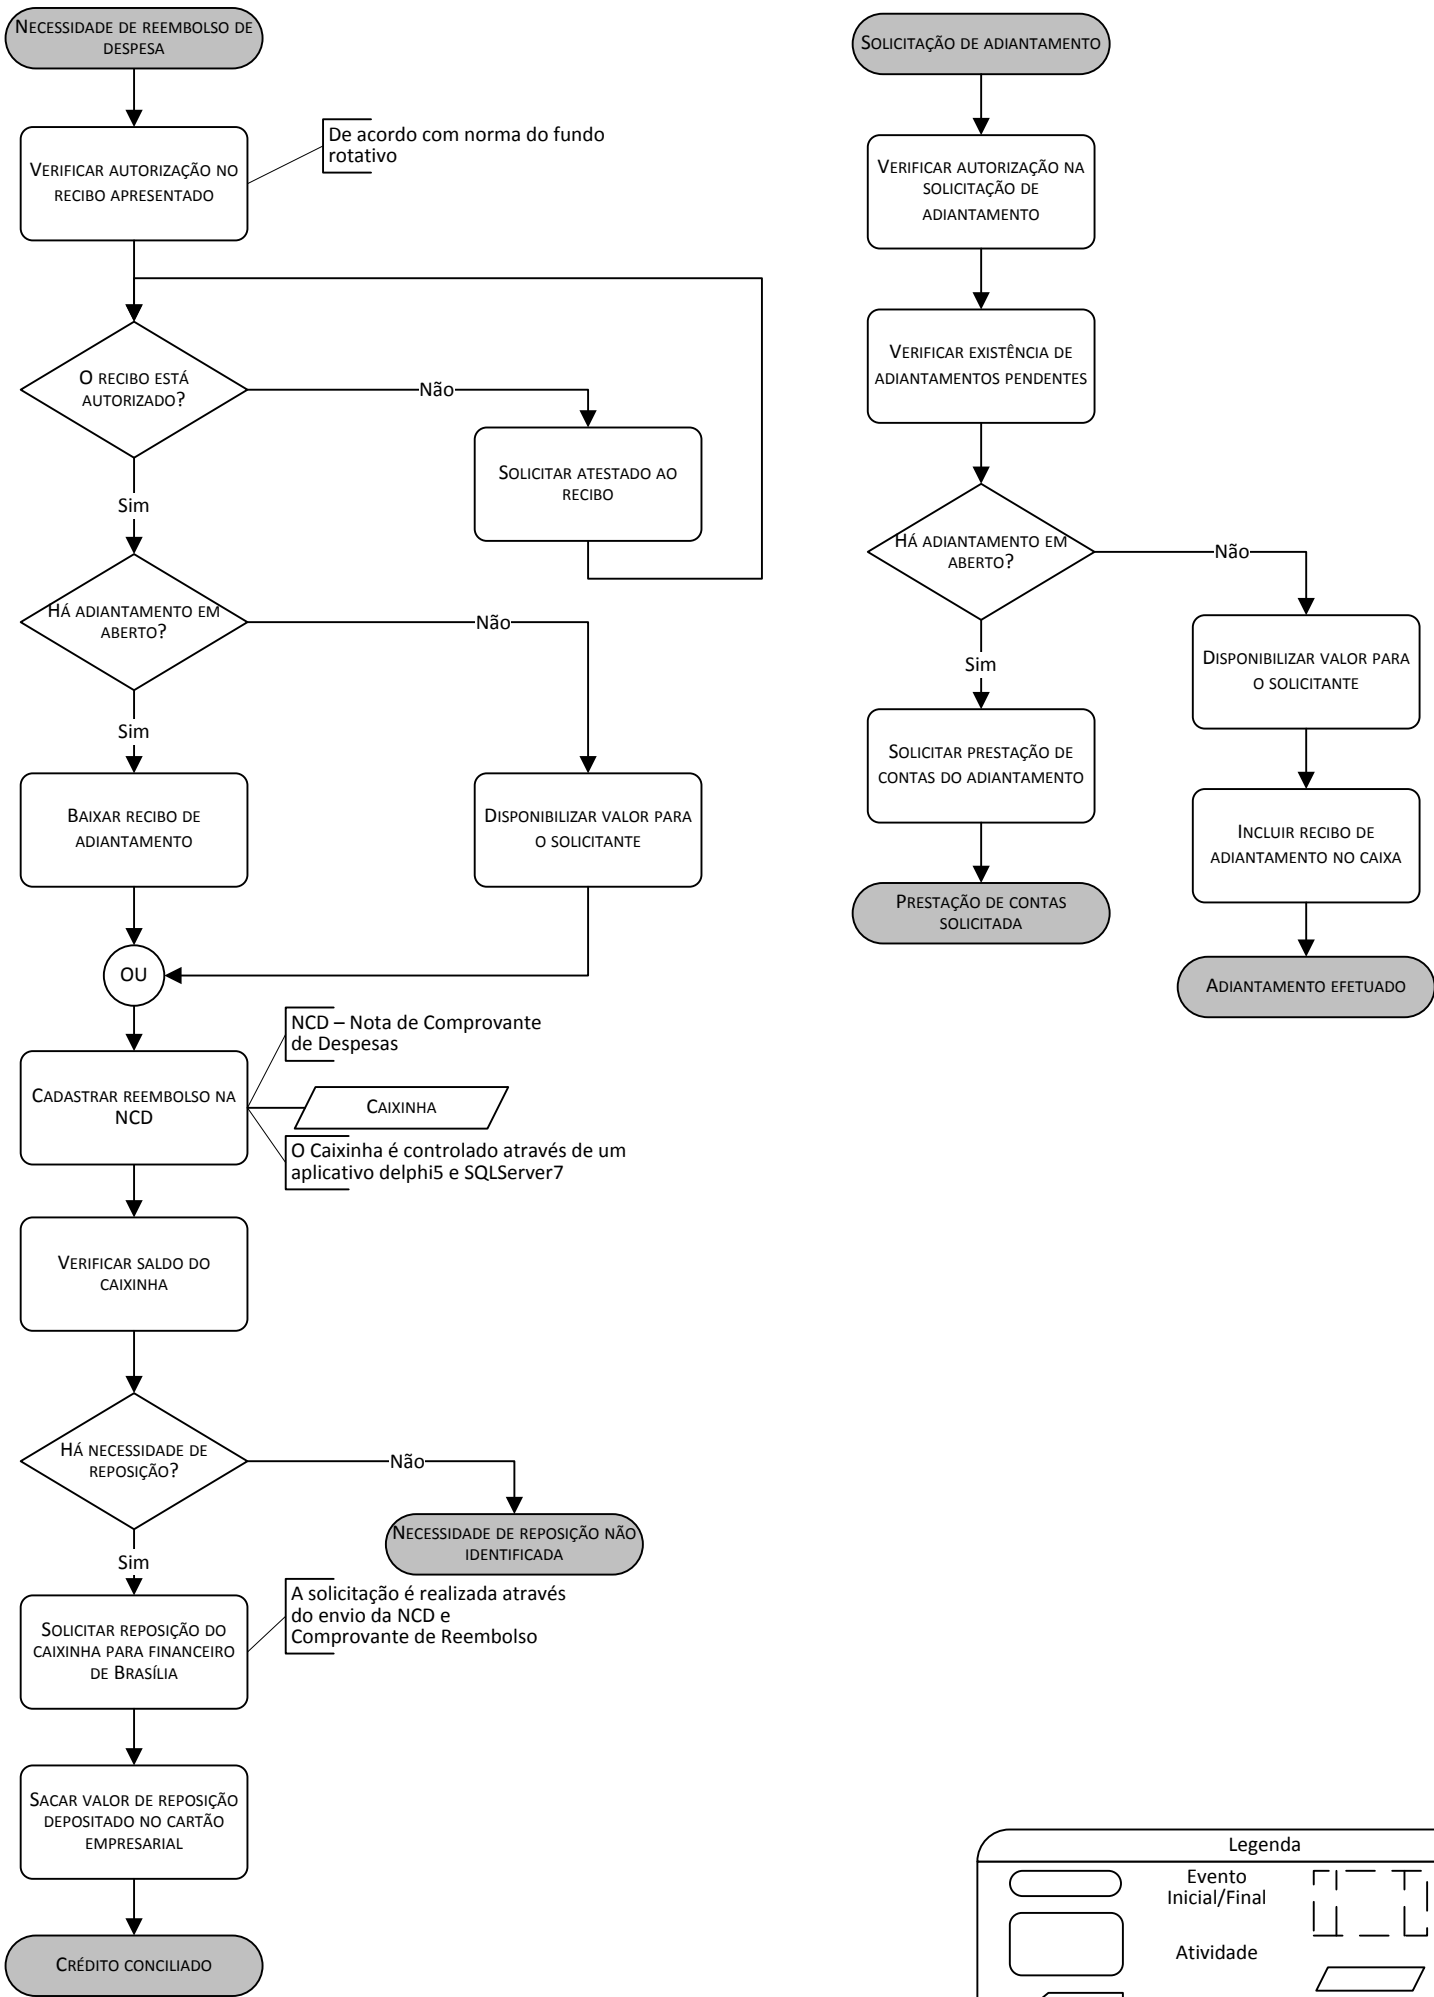 NECESSIDADE DE REEMBOLSO DE
DESPESA
VERIFICAR AUTORIZAÇÃO NO
RECIBO APRESENTADO
De acordo com norma do fundo
rotativo
O RECIBO ESTÁ
AUTORIZADO?
Não
SOLICITAR ATESTADO AO
RECIBO
Sim
HÁ ADIANTAMENTO EM
ABERTO?
Não
Sim
BAIXAR RECIBO DE
ADIANTAMENTO
DISPONIBILIZAR VALOR PARA
O SOLICITANTE
OU
NCD – Nota de Comprovante
de Despesas
CADASTRAR REEMBOLSO NA
NCD
CAIXINHA
O Caixinha é controlado através de um
aplicativo delphi5 e SQLServer7
VERIFICAR SALDO DO
CAIXINHA
HÁ NECESSIDADE DE
REPOSIÇÃO?
Não
NECESSIDADE DE REPOSIÇÃO NÃO
IDENTIFICADA
Sim
A solicitação é realizada através
do envio da NCD e
Comprovante de Reembolso
SOLICITAR REPOSIÇÃO DO
CAIXINHA PARA FINANCEIRO
DE BRASÍLIA
SACAR VALOR DE REPOSIÇÃO
DEPOSITADO NO CARTÃO
EMPRESARIAL
CRÉDITO CONCILIADO
SOLICITAÇÃO DE ADIANTAMENTO
VERIFICAR AUTORIZAÇÃO NA
SOLICITAÇÃO DE
ADIANTAMENTO
VERIFICAR EXISTÊNCIA DE
ADIANTAMENTOS PENDENTES
HÁ ADIANTAMENTO EM
ABERTO?
Não
Sim
DISPONIBILIZAR VALOR PARA
O SOLICITANTE
SOLICITAR PRESTAÇÃO DE
CONTAS DO ADIANTAMENTO
INCLUIR RECIBO DE
ADIANTAMENTO NO CAIXA
PRESTAÇÃO DE CONTAS
SOLICITADA
ADIANTAMENTO EFETUADO
Legenda
Evento
Inicial/Final
Atividade